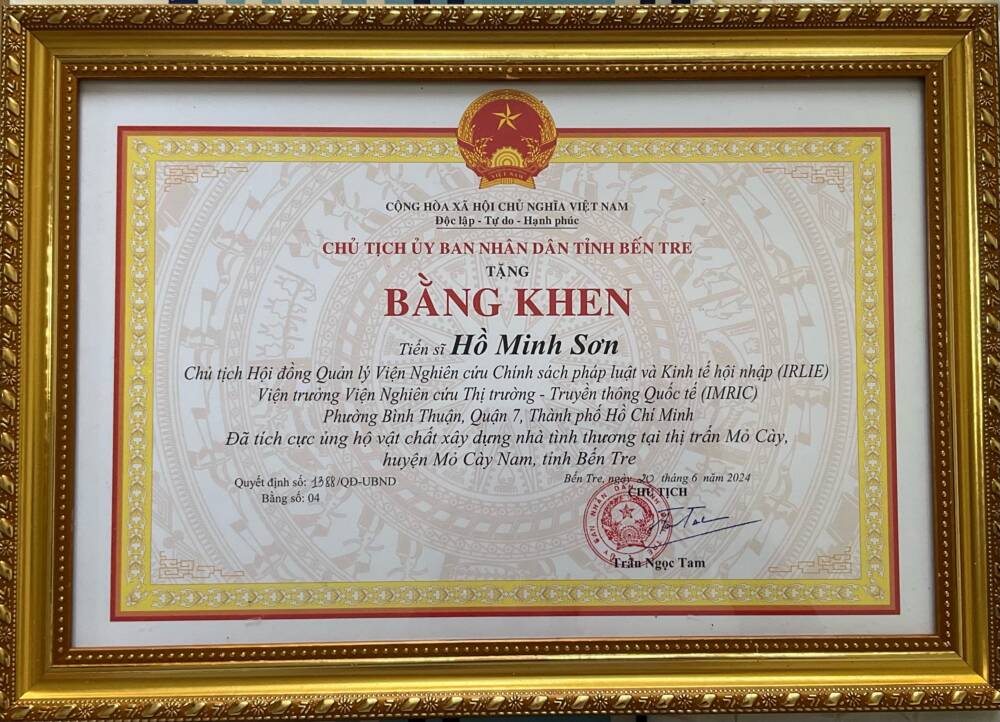 VIỆT NAM
CỘNG HÒA XÃ HỘI CHỦ NGHĨA VIỆT NAM
Độc lập - Tự do - Hạnh phúc
CHỦ TỊCH ỦY BAN NHÂN DÂN TỈNH BẾN TRE
TẶNG
BẰNG KHEN
Tiến sĩ Hồ Minh Sơn
Chủ tịch Hội đồng Quản lý Viện Nghiên cứu Chính sách pháp luật và Kinh tế hội nhập (IRLIE)
Viện trưởng Viện Nghiên cứu Thị trường - Truyền thông Quốc tế (IMRIC)
Phường Bình Thuận, Quận 7, Thành phố Hồ Chí Minh
Đã tích cực ủng hộ vật chất xây dựng nhà tình thương tại thị trấn Mỏ Cày,
huyện Mỏ Cày Nam, tỉnh Bến Tre
Quyết định số: 1388/QĐ-UBND
Bằng số: 04
Bến Tre, ngày 20 tháng 6 năm 2024
CHỦ TỊCH
Trần Ngọc Tam